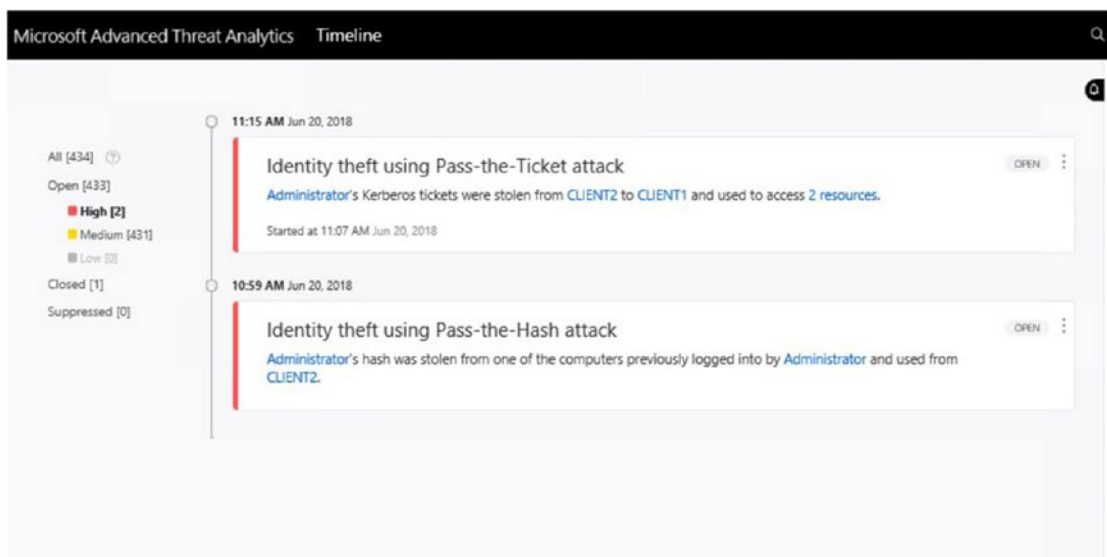 Microsoft Advanced Threat Analytics Timeline
11:15 AM Jun 20, 2018
All [434] ?
Open [433]
High [2]
Medium [431]
Low [0]
Closed [1]
Suppressed [0]
Identity theft using Pass-the-Ticket attack
OPEN
Administrator's Kerberos tickets were stolen from CLIENT2 to CLIENT1 and used to access 2 resources.
Started at 11:07 AM Jun 20, 2018
10:59 AM Jun 20, 2018
Identity theft using Pass-the-Hash attack
OPEN
Administrator's hash was stolen from one of the computers previously logged into by Administrator and used from
CLIENT2.